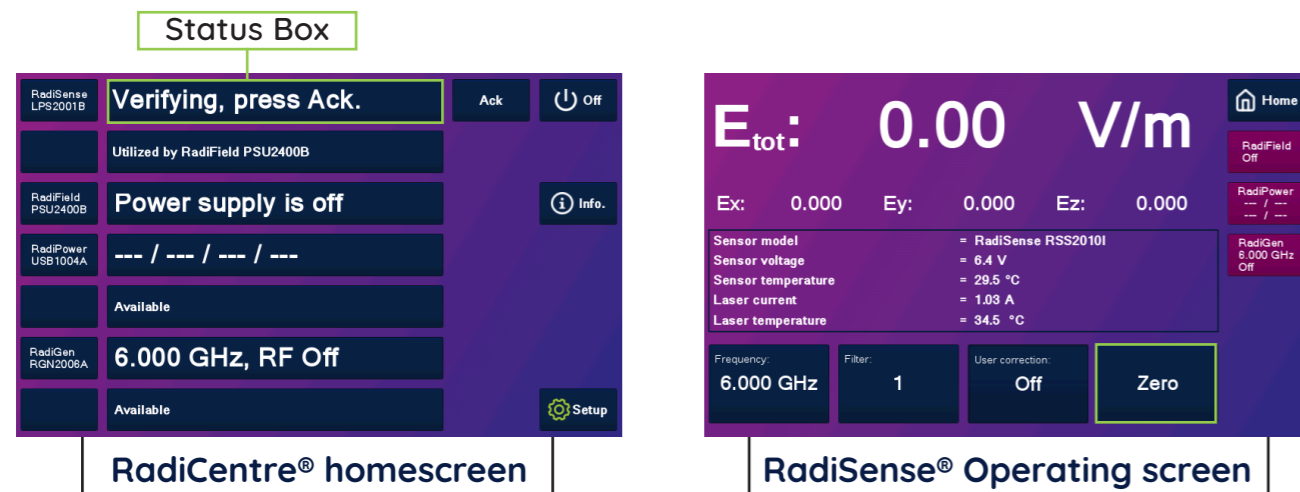 Status Box
RadiSense
LPS2001B
Verifying, press Ack.
Ack
Off
Utilized by RadiField PSU2400B
RadiField
PSU2400B
Power supply is off
Info.
RadiPower
USB1004A
--- / --- / --- / ---
Available
RadiGen
RGN2006A
6.000 GHz, RF Off
Available
Setup
RadiCentre® homescreen
Etot: 0.00 V/m
Home
RadiField
Off
Ex: 0.000 Ey: 0.000 Ez: 0.000
RadiPower
--- / ---
--- / ---
Sensor model = RadiSense RSS2010I
Sensor voltage = 6.4 V
Sensor temperature = 29.5 °C
Laser current = 1.03 A
Laser temperature = 34.5 °C
RadiGen
6.000 GHz
Off
Frequency:
6.000 GHz
Filter:
1
User correction:
Off
Zero
RadiSense® Operating screen